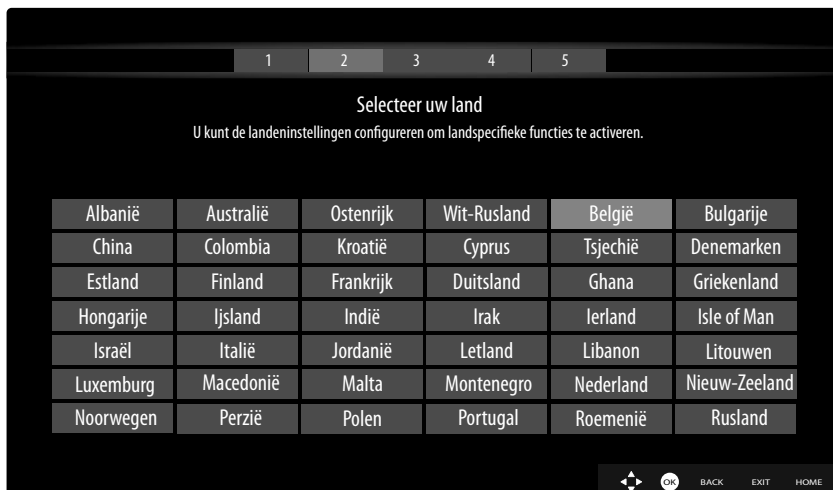 1 2 3 4 5
Selecteer uw land
U kunt de landeninstellingen configureren om landspecifieke functies te activeren.
Albanië Australië Ostenrijk Wit-Rusland België Bulgarije
China Colombia Kroatië Cyprus Tsjechië Denemarken
Estland Finland Frankrijk Duitsland Ghana Griekenland
Hongarije Ijsland Indië Irak Ierland Isle of Man
Israël Italië Jordanië Letland Libanon Litouwen
Luxemburg Macedonië Malta Montenegro Nederland Nieuw-Zeeland
Noorwegen Perzië Polen Portugal Roemenië Rusland
OK BACK EXIT HOME